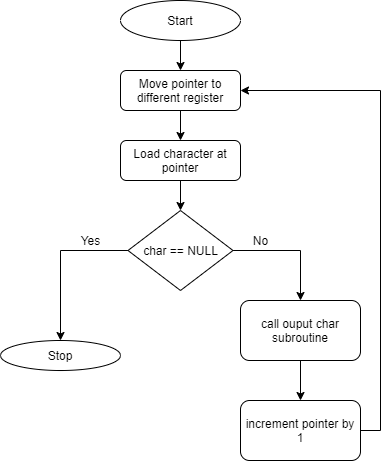 Start
Move pointer to
different register
Load character at
pointer
char == NULL
Yes
No
call ouput char
subroutine
Stop
increment pointer by
1